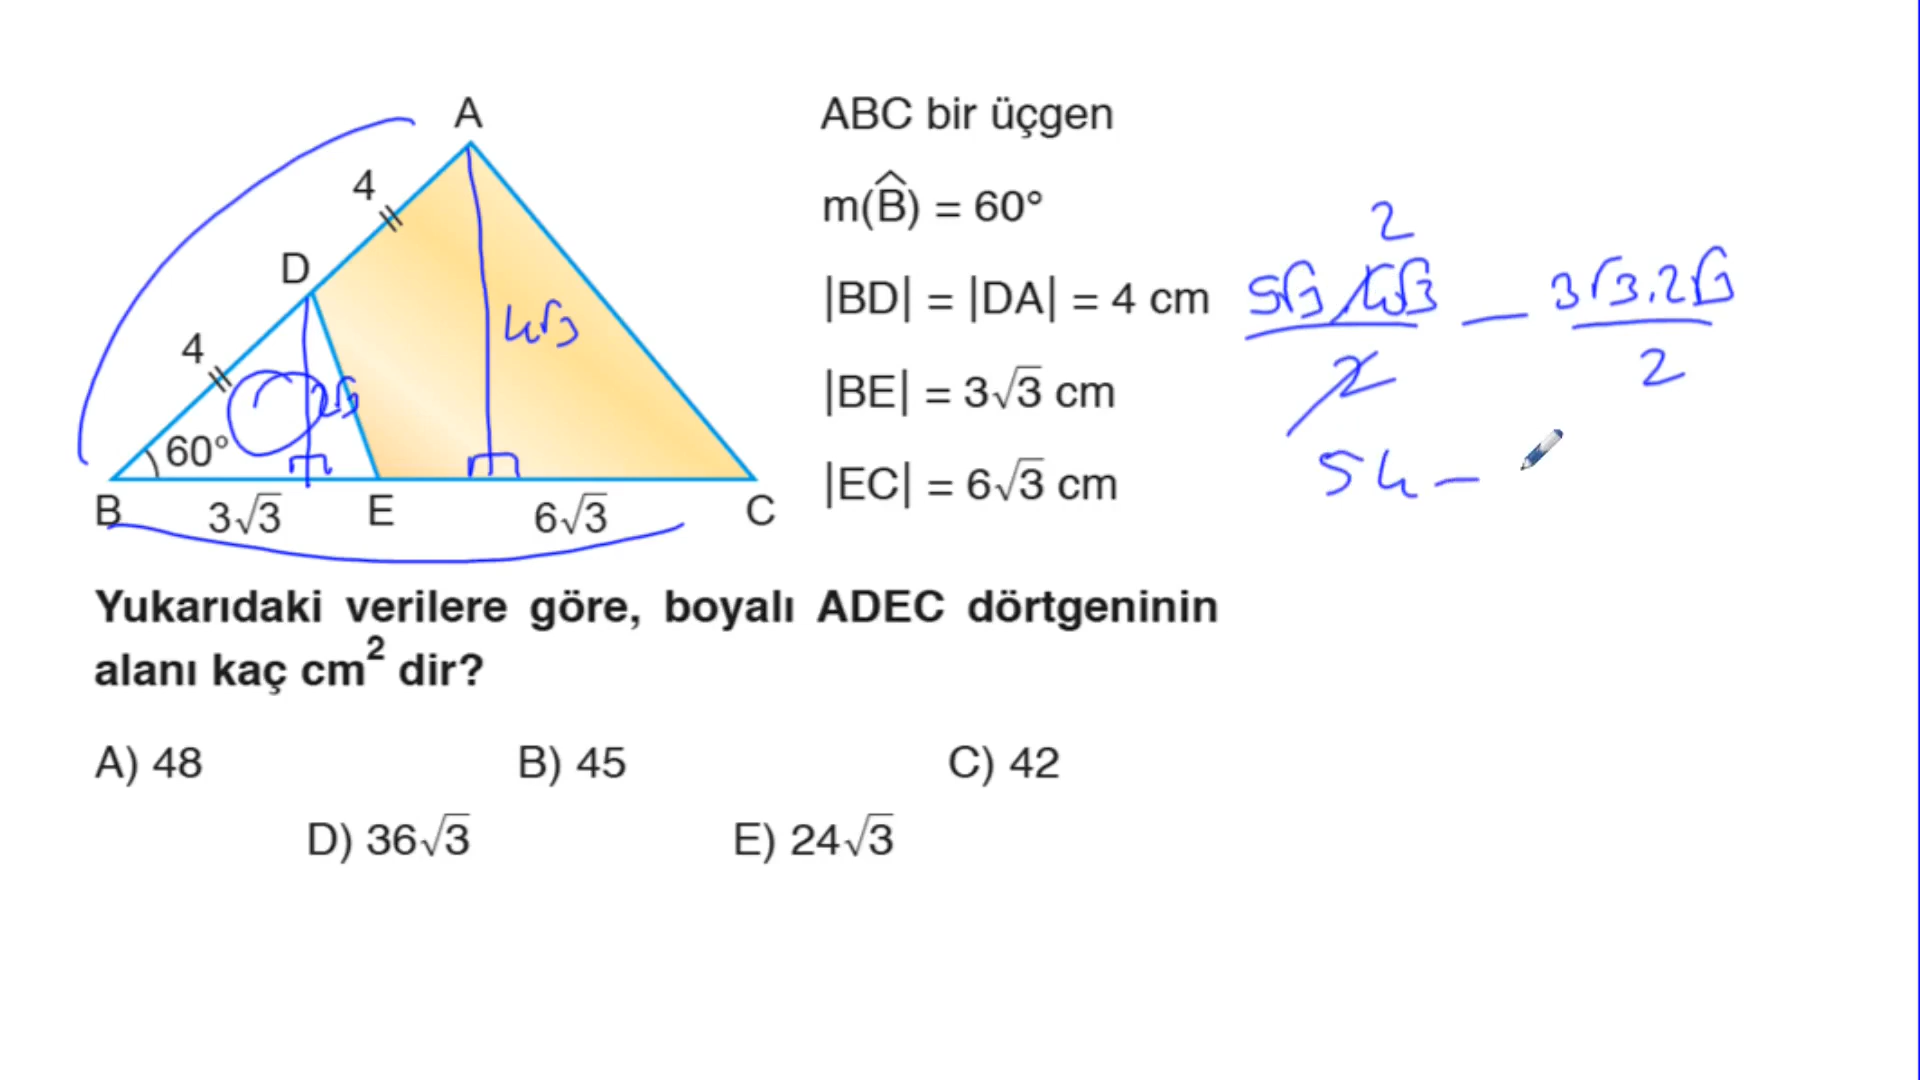 A
4
D
4
4√3
2√3
60°
B
3√3
E
6√3
C
ABC bir üçgen
m(B̂) = 60°
|BD| = |DA| = 4 cm
|BE| = 3√3 cm
|EC| = 6√3 cm
2
5√3 . 4√3 — 3√3.2√3
2 2
54 —
Yukarıdaki verilere göre, boyalı ADEC dörtgeninin
alanı kaç cm² dir?
A) 48 B) 45 C) 42
D) 36√3 E) 24√3